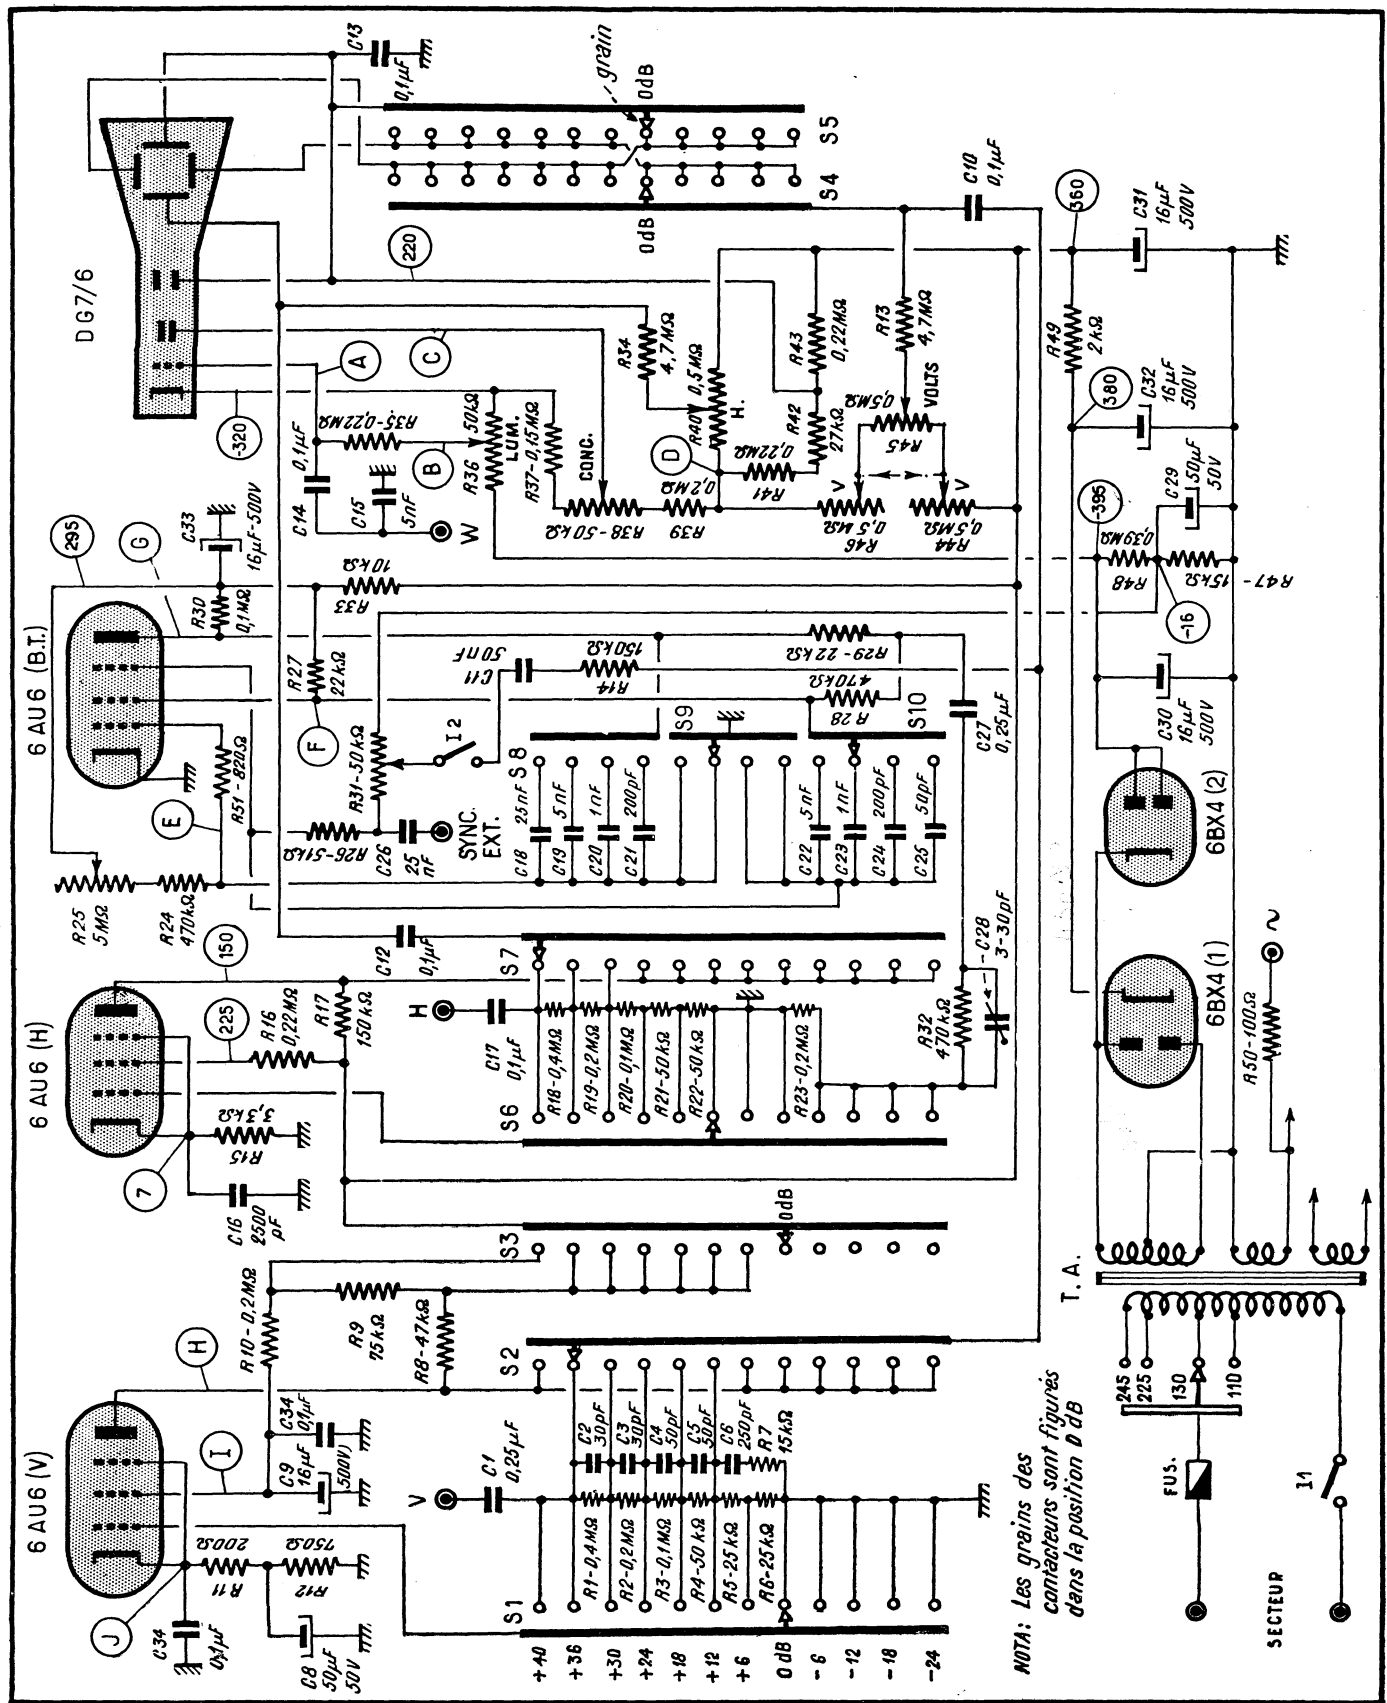 DG7/6
C13
0,1µF
grain
0dB
S5
S4
0dB
C10
0,1µF
220
A
C
-320
B
R35-0,22MΩ
50kΩ
R36
LUM.
R37-0,15MΩ
CONC.
R38-50kΩ
R39
0,2MΩ
R34
4,7MΩ
R40
0,5MΩ
H.
D
R41
0,22MΩ
R42
27kΩ
R43
0,22MΩ
R13
4,7MΩ
VOLTS
0,5MΩ
R45
V
V
0,5MΩ
R46
0,5MΩ
R44
C14
0,1µF
C15
5nF
W
6 AU6 (B.T.)
295
G
C33
16µF-500V
R30
0,1MΩ
R33
10kΩ
R27
22kΩ
F
R31-50kΩ
I2
C11
50nF
R14
150kΩ
R29-22kΩ
470kΩ
R28
S10
S9
S8
C27
0,25µF
R51-820Ω
E
R26-51kΩ
C26
25
nF
SYNC.
EXT.
C18
25nF
C19
5nF
C20
1nF
C21
200pF
C22
5nF
C23
1nF
C24
200pF
C25
50pF
R25
5MΩ
R24
470kΩ
6 AU6 (H)
150
225
R16
0,22MΩ
R17
150kΩ
3,3kΩ
R15
7
C16
2500
pF
C12
0,1µF
S7
H
C17
0,1µF
R18-0,4MΩ
R19-0,2MΩ
R20-0,1MΩ
R21-50kΩ
R22-50kΩ
R23-0,2MΩ
S6
R32
470kΩ
C28
3-30pF
6 AU6 (V)
H
I
J
R10-0,2MΩ
R9
75kΩ
R8-47kΩ
S3
0dB
S2
C34
0,1µF
C9
16µF
500V)
200Ω
R11
750Ω
R12
C34
0,1µF
C8
50µF
50V
V
C1
0,25µF
C2
30pF
C3
30pF
C4
50pF
C5
50pF
C6
250pF
R7
15kΩ
R1-0,4MΩ
R2-0,2MΩ
R3-0,1MΩ
R4-50kΩ
R5-25kΩ
R6-25kΩ
S1
+40
+36
+30
+24
+18
+12
+6
0dB
-6
-12
-18
-24
NOTA: Les grains des
contacteurs sont figurés
dans la position 0 dB
360
C31
16µF
500V
R49
2kΩ
380
C32
16µF
500V
-395
0,39MΩ
R48
C29
50µF
50V
R47-15kΩ
-16
C30
16µF
500V
6BX4 (2)
6BX4 (1)
R50-100Ω
~
T.A.
245
225
130
110
FUS.
I1
SECTEUR